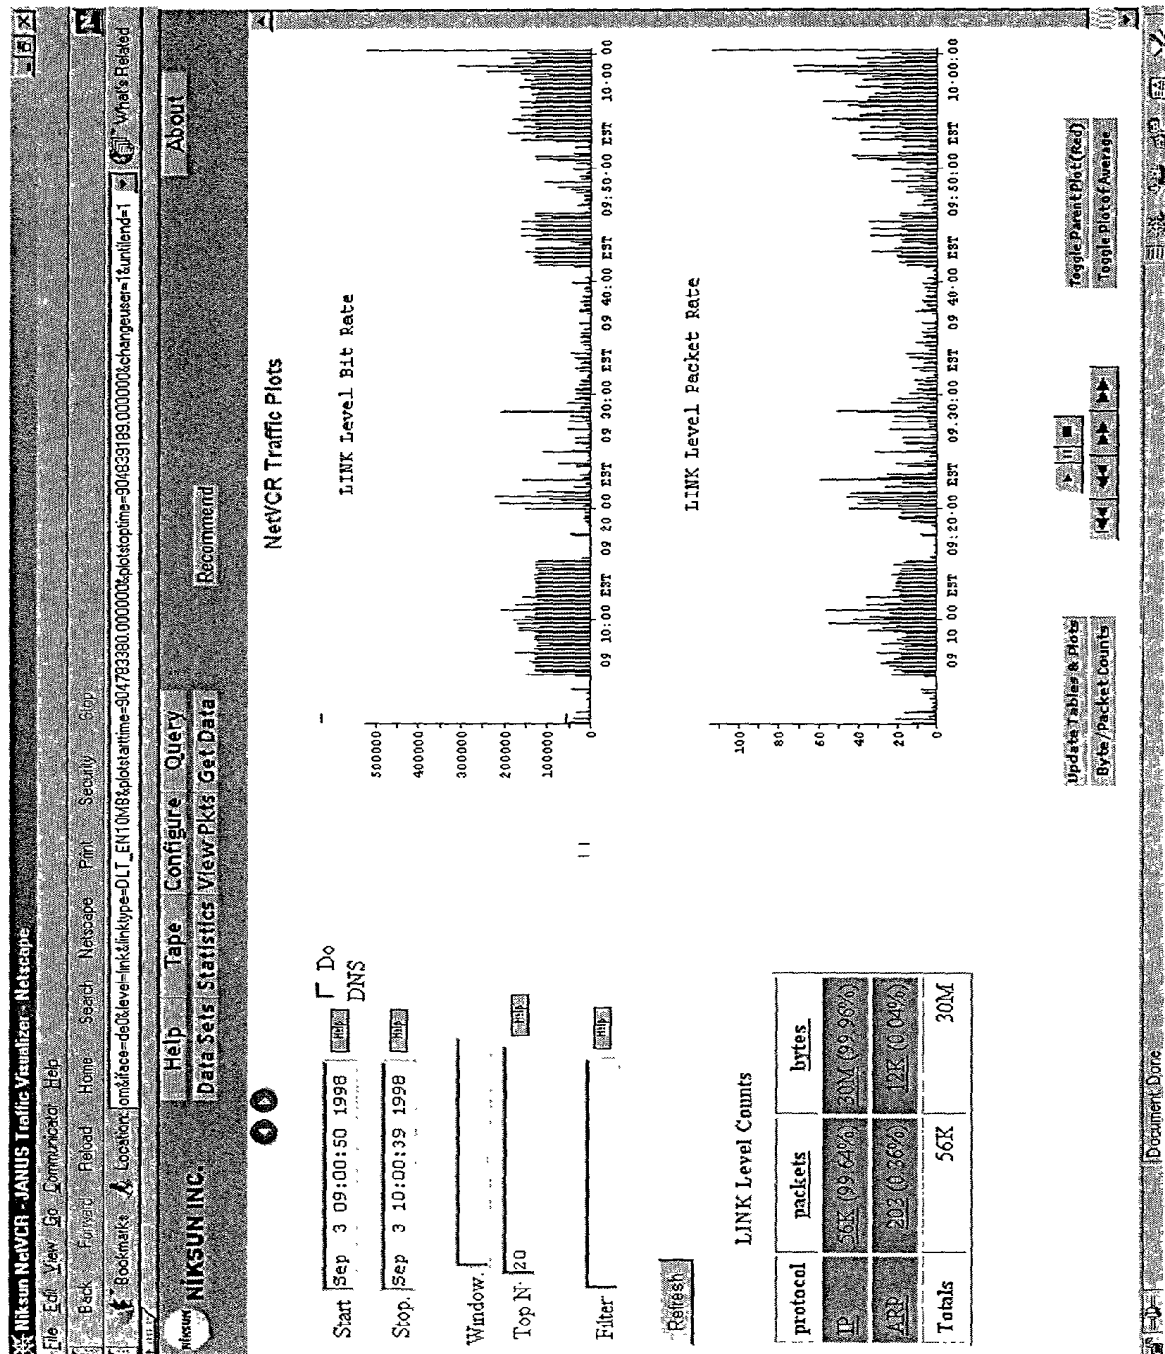 Niksun NetVCR - JANUS Traffic Visualizer - Netscape
File Edit View Go Communicator Help
Back Forward Reload Home Search Netscape Print Security Stop
Bookmarks Location: om&iface=de0&level=link&linktype=DLT_EN10MB&plotstarttime=904783380.000000&plotstoptime=904839189.000000&changeuser=1&untilend=1 What's Related
NIKSUN INC.
Help Tape Configure Query
Data Sets Statistics View Pkts Get Data
Recommend
About
Start Sep 3 09:00:50 1998 Help
Do DNS
Stop. Sep 3 10:00:39 1998 Help
Window.
Top N 20 Help
Filter Help
Refresh
LINK Level Counts
protocol packets bytes
IP 56K (99.64%) 30M (99.96%)
ARP 203 (0.36%) 12K (0.04%)
Totals 56K 30M
NetVCR Traffic Plots
LINK Level Bit Rate
500000
400000
300000
200000
100000
0
09 10:00 EST 09 20 00 EST 09 30:00 EST 09 40:00 EST 09:50·00 EST 10·00 00
LINK Level Packet Rate
100
80
60
40
20
0
09 10 00 EST 09:20·00 EST 09.30:00 EST 09 40·00 EST 09:50:00 EST 10·00:00
Update Tables & Plots
Byte/Packet Counts
Toggle Parent Plot (Red)
Toggle Plot of Average
Document: Done